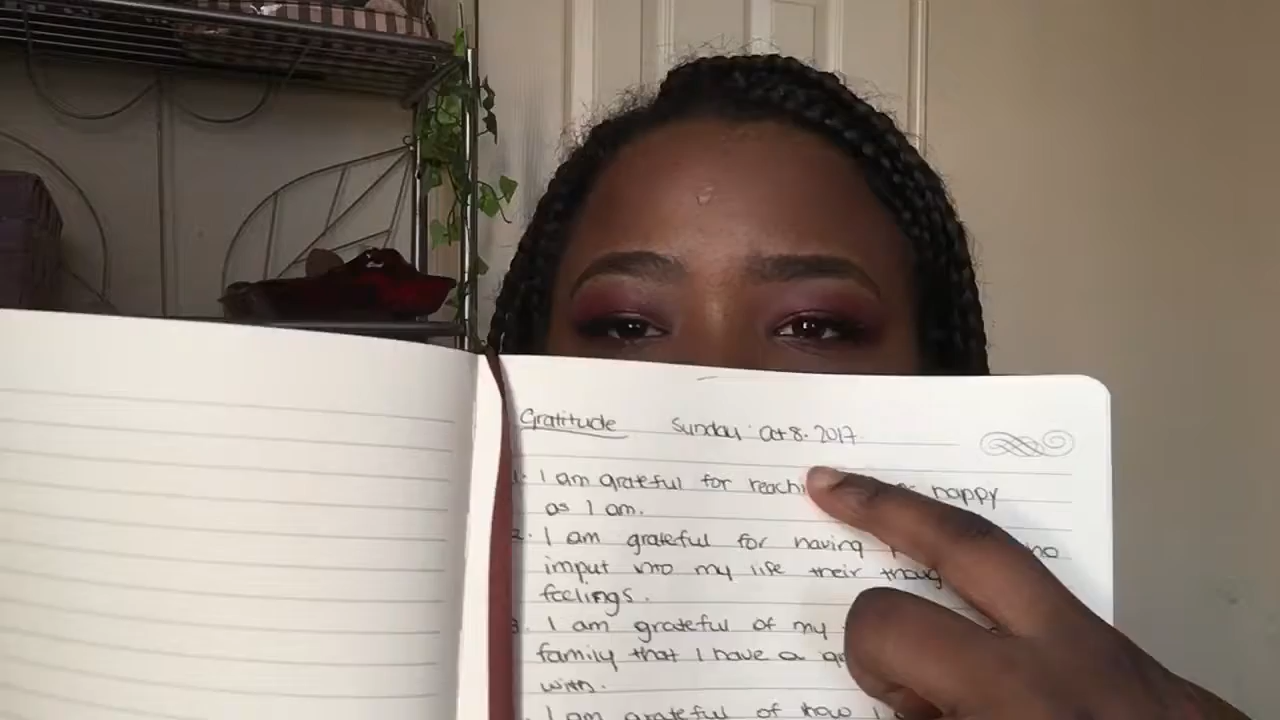 Gratitude Sunday Oct 8. 2017
1. I am grateful for happy
as I am.
2. I am grateful for having
imput into my life their
feelings.
3. I am grateful of my
family that I have a
with.
I am grateful of how I